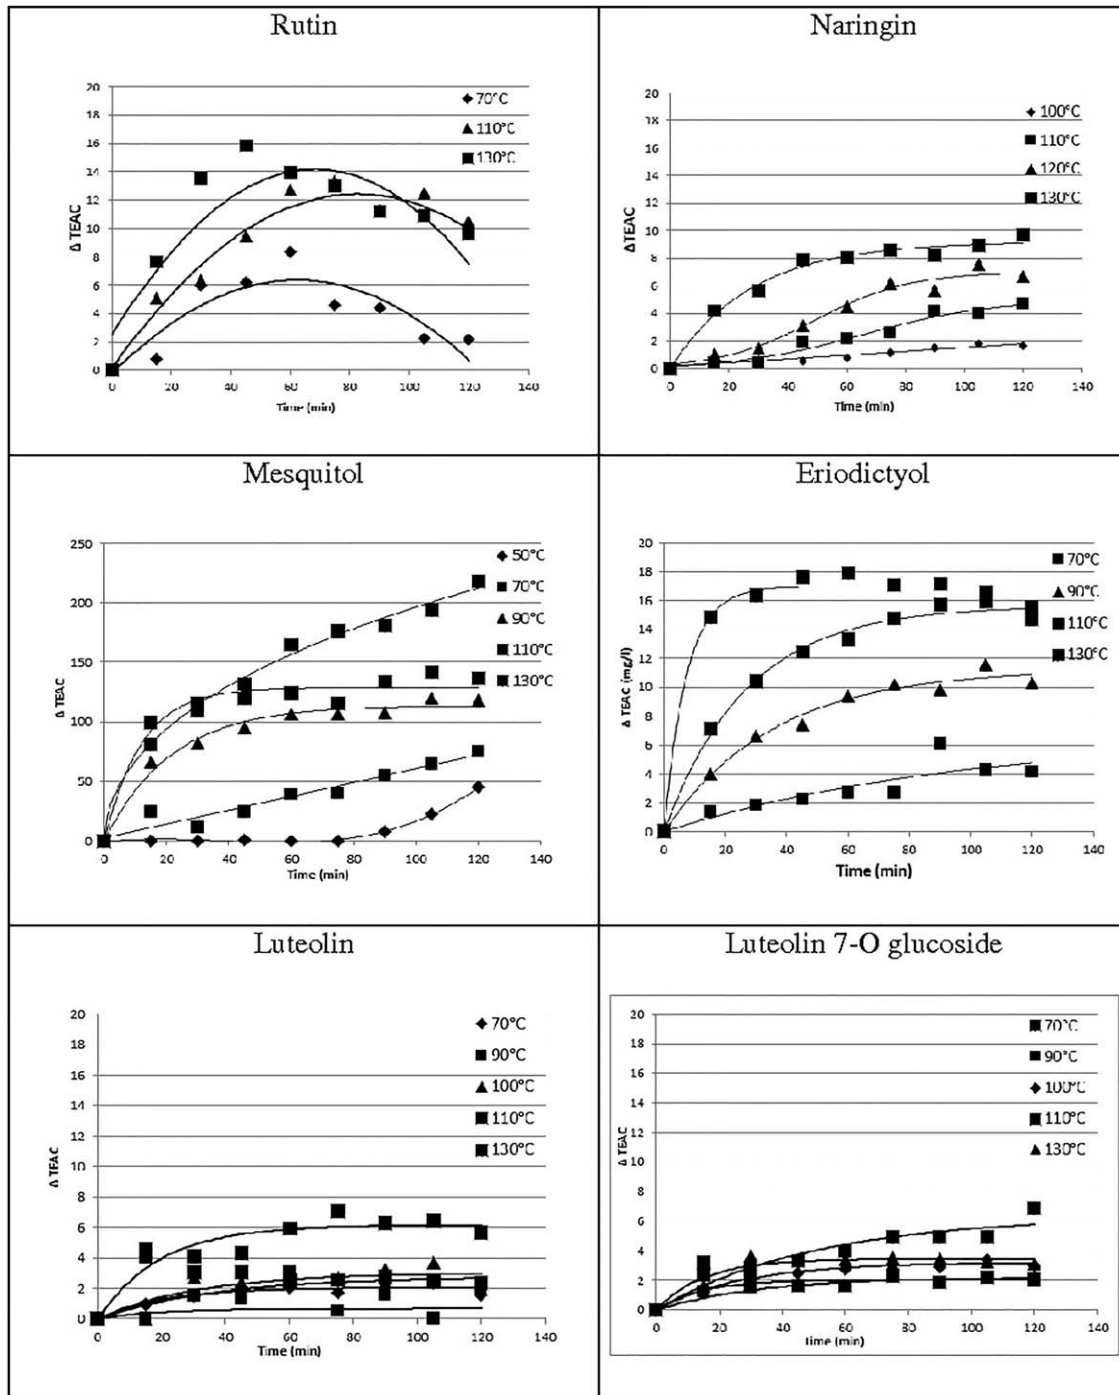 Rutin
20
18
16
14
12
10
8
6
4
2
0
Δ TEAC
70°C
110°C
130°C
0 20 40 60 80 100 120 140
Time (min)
Naringin
20
18
16
14
12
10
8
6
4
2
0
ΔTEAC
100°C
110°C
120°C
130°C
0 20 40 60 80 100 120 140
Time (min)
Mesquitol
250
200
150
100
50
0
Δ TEAC
50°C
70°C
90°C
110°C
130°C
0 20 40 60 80 100 120 140
Time (min)
Eriodictyol
20
18
16
14
12
10
8
6
4
2
0
Δ TEAC (mg/l)
70°C
90°C
110°C
130°C
0 20 40 60 80 100 120 140
Time (min)
Luteolin
20
18
16
14
12
10
8
6
4
2
0
Δ TEAC
70°C
90°C
100°C
110°C
130°C
0 20 40 60 80 100 120 140
Time (min)
Luteolin 7-O glucoside
20
18
16
14
12
10
8
6
4
2
0
Δ TEAC
70°C
90°C
100°C
110°C
130°C
0 20 40 60 80 100 120 140
Time (min)